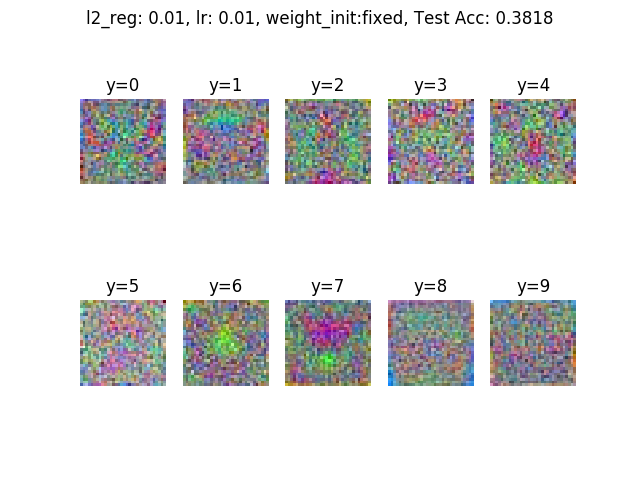 l2_reg: 0.01, lr: 0.01, weight_init:fixed, Test Acc: 0.3818
y=0 y=1 y=2 y=3 y=4
y=5 y=6 y=7 y=8 y=9